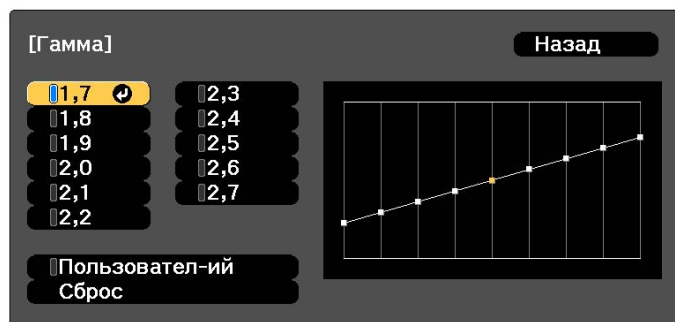 [Гамма]
Назад
1,7
1,8
1,9
2,0
2,1
2,2
2,3
2,4
2,5
2,6
2,7
Пользовател-ий
Сброс